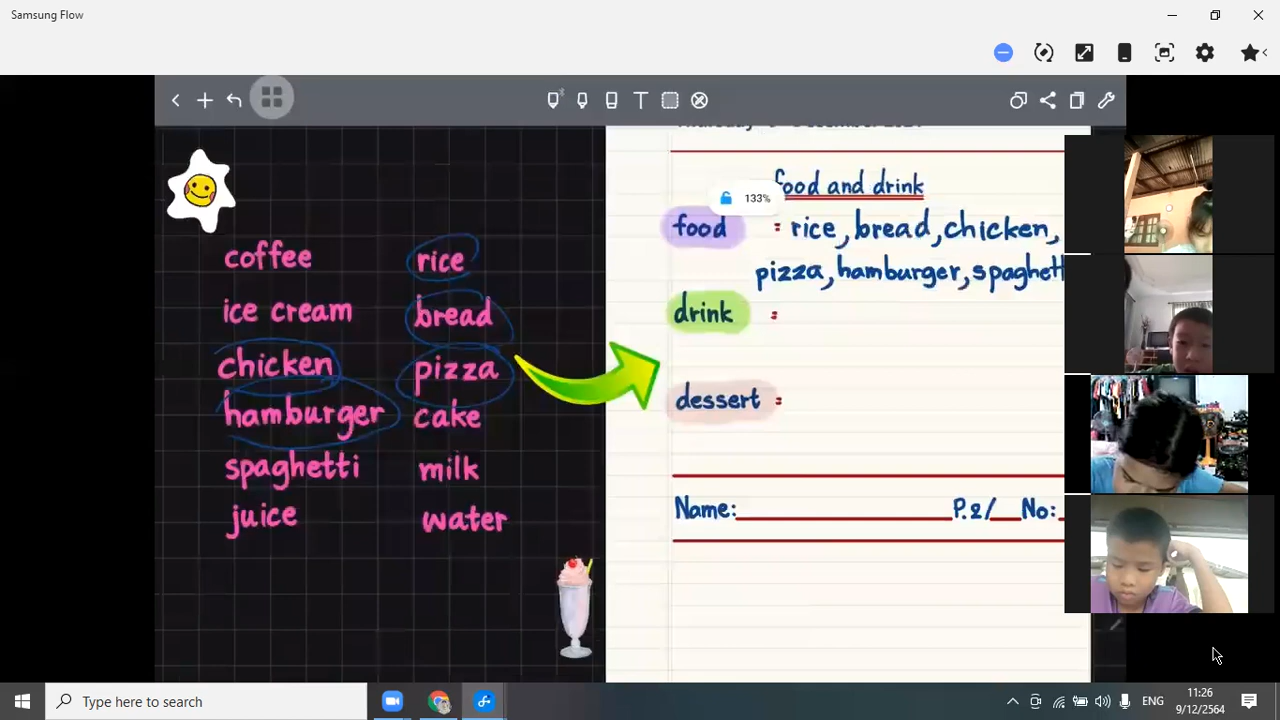 Samsung Flow
food and drink
133%
coffee
rice
food : rice, bread, chicken,
pizza, hamburger, spaghett
ice cream
bread
drink :
chicken
pizza
hamburger
cake
dessert :
spaghetti
milk
juice
water
Name: P.2/ No:
Type here to search
ENG
11:26
9/12/2564